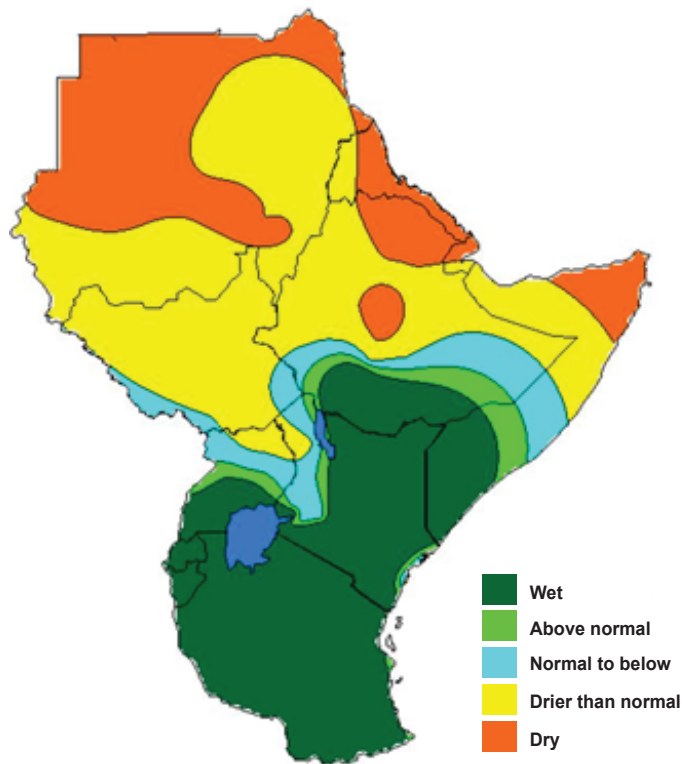 Wet
Above normal
Normal to below
Drier than normal
Dry